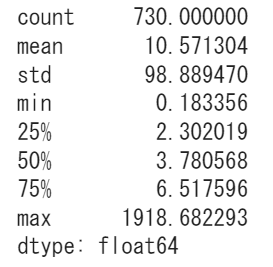 count 730.000000
mean 10.571304
std 98.889470
min 0.183356
25% 2.302019
50% 3.780568
75% 6.517596
max 1918.682293
dtype: float64